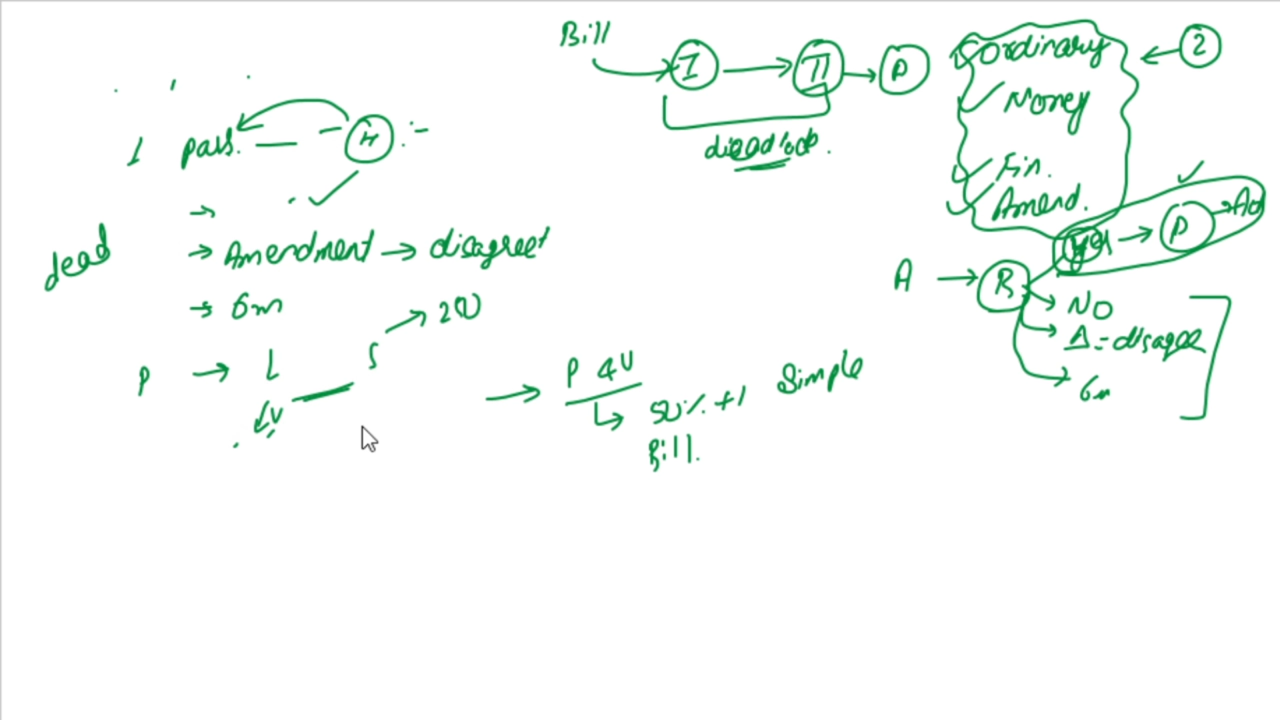 Bill → I → II → P
deadlock.
ordinary ← 2
Money
Fin.
Amend.
1 pass. — H :-
dead
→ Amendment → disagree
→ 6m
P → L S → 2
→ P &
50% +1 Simple
Bill.
Yes → P → Act
A → B
→ NO
→ Δ = disagree
→ 6m